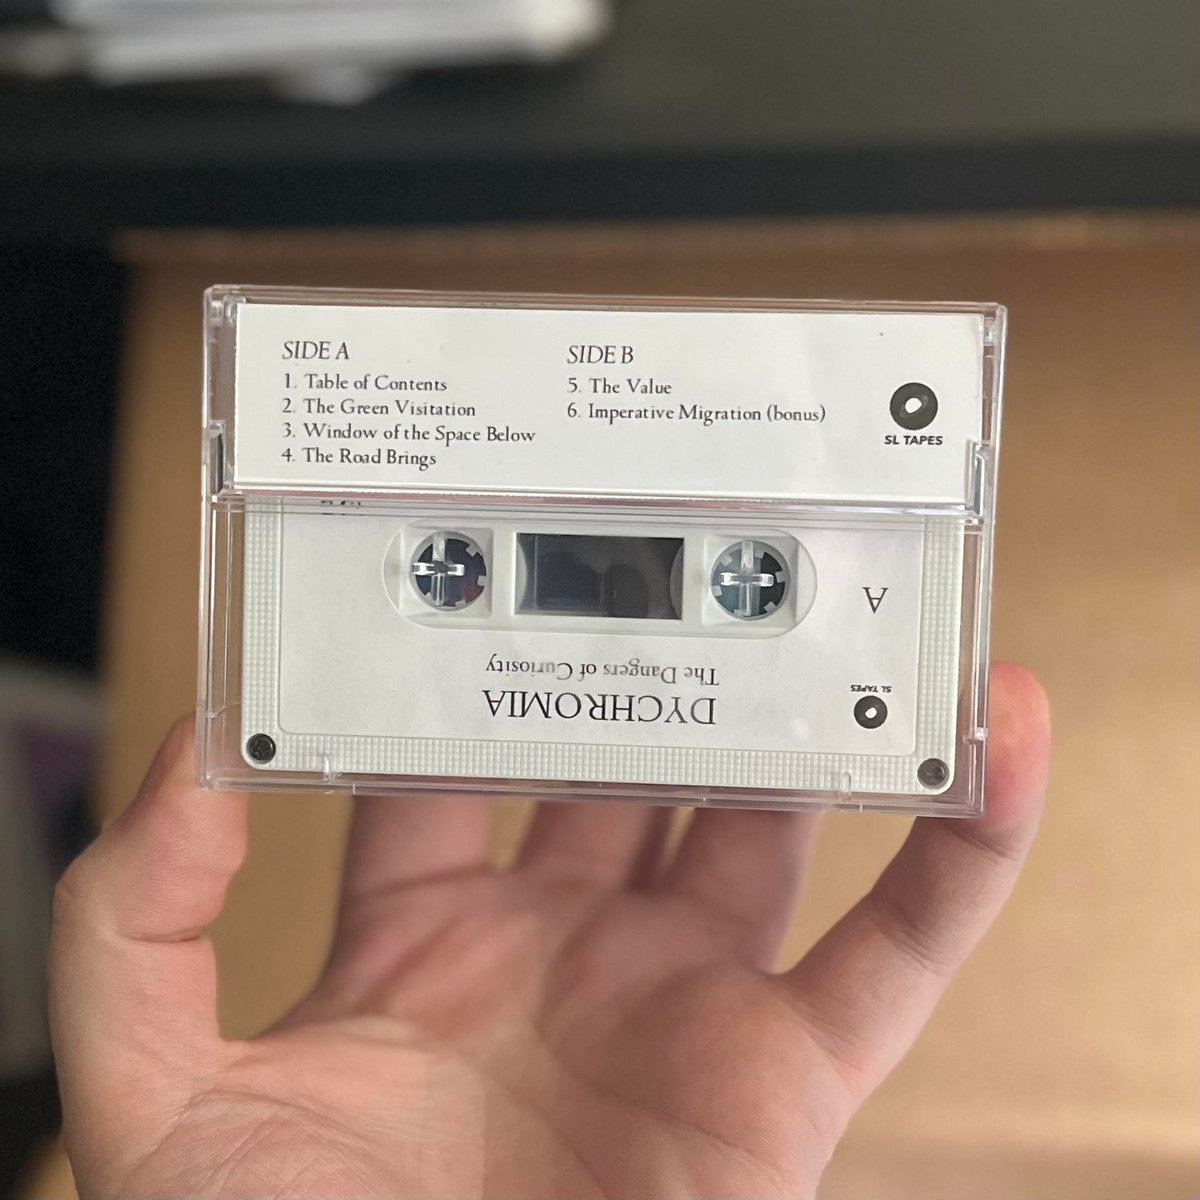 SIDE A
1. Table of Contents
2. The Green Visitation
3. Window of the Space Below
4. The Road Brings
SIDE B
5. The Value
6. Imperative Migration (bonus)
SL TAPES
A
DYCHROMIA
The Dangers of Curiosity
SL TAPES